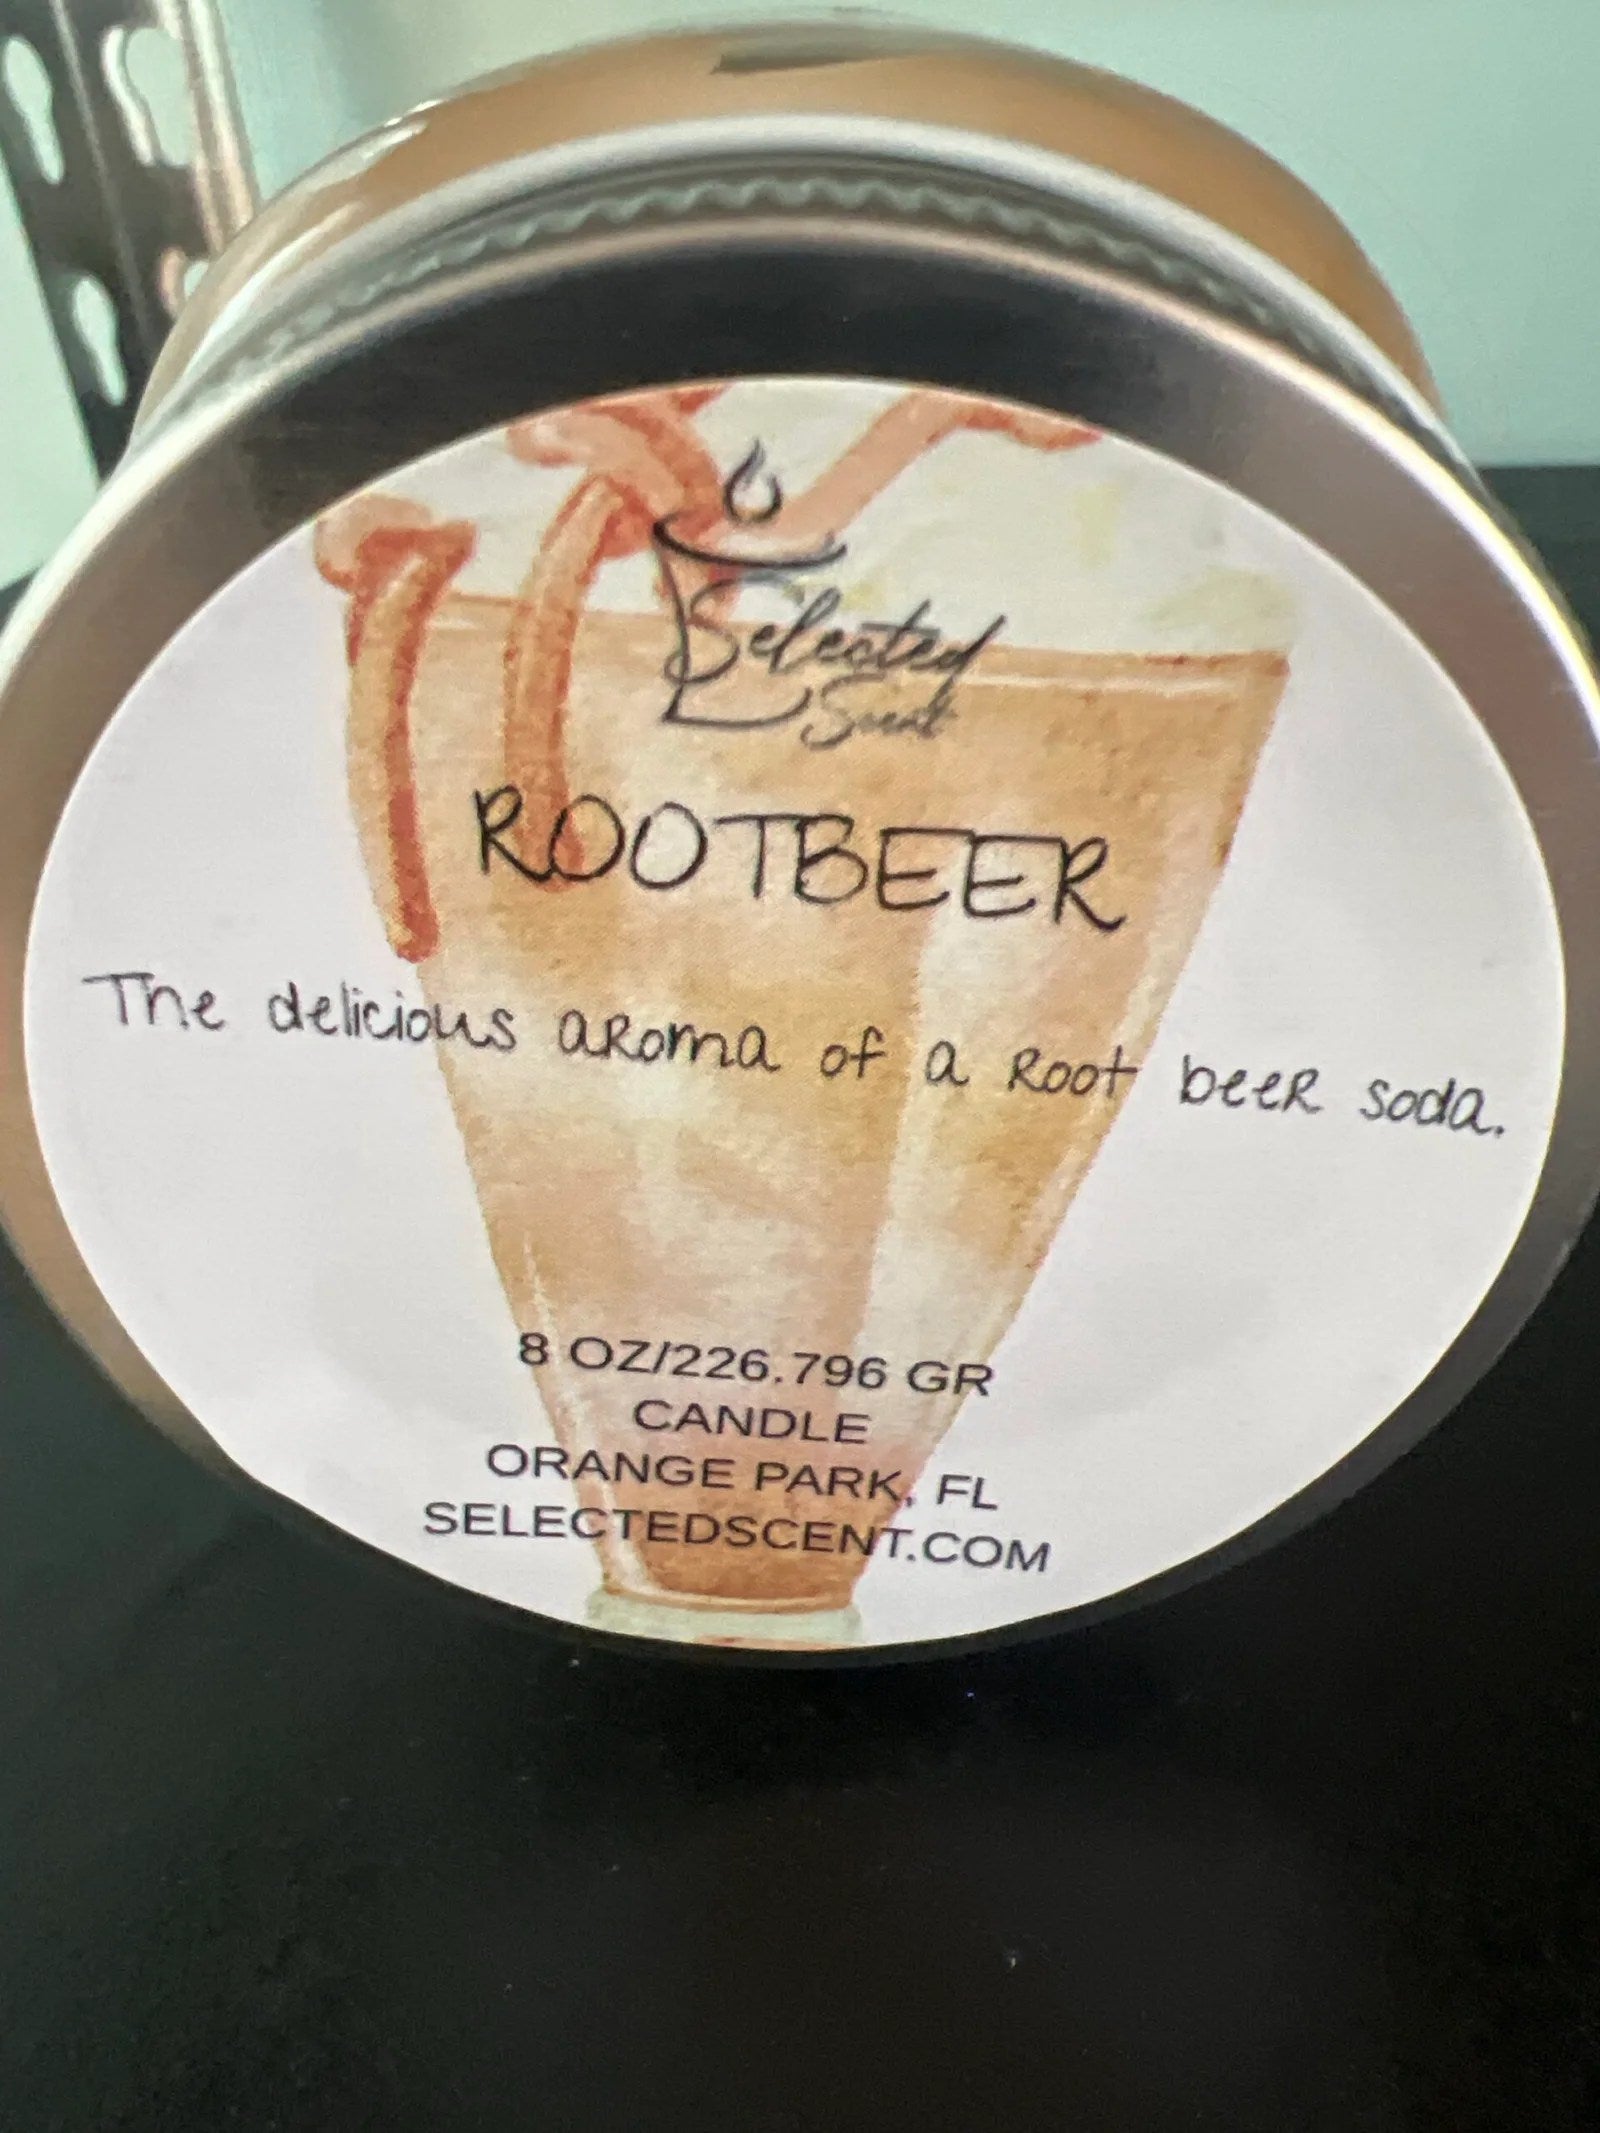 Selected
Scent
ROOTBEER
The delicious aroma of a root beer soda.
8 OZ/226.796 GR
CANDLE
ORANGE PARK, FL
SELECTEDSCENT.COM